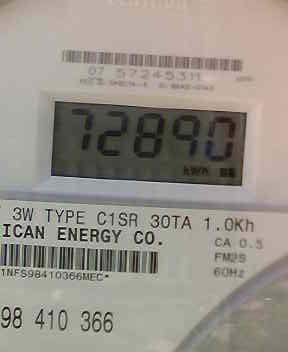 07 57245311
72890
kWh
3W TYPE C1SR 30TA 1.0Kh
ICAN ENERGY CO.
CA 0.5
FM2S
60Hz
1NFS98410366MEC*
98 410 366